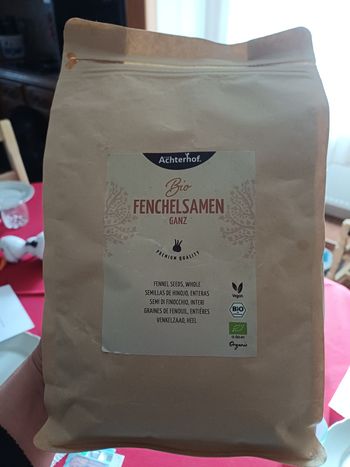 Achterhof
Bio
FENCHELSAMEN
GANZ
PREMIUM QUALITY
FENNEL SEEDS, WHOLE
SEMILLAS DE HINOJO, ENTERAS
SEMI DI FINOCCHIO, INTERI
GRAINES DE FENOUIL, ENTIÈRES
VENKELZAAD, HEEL
Vegan
BiO
Organic